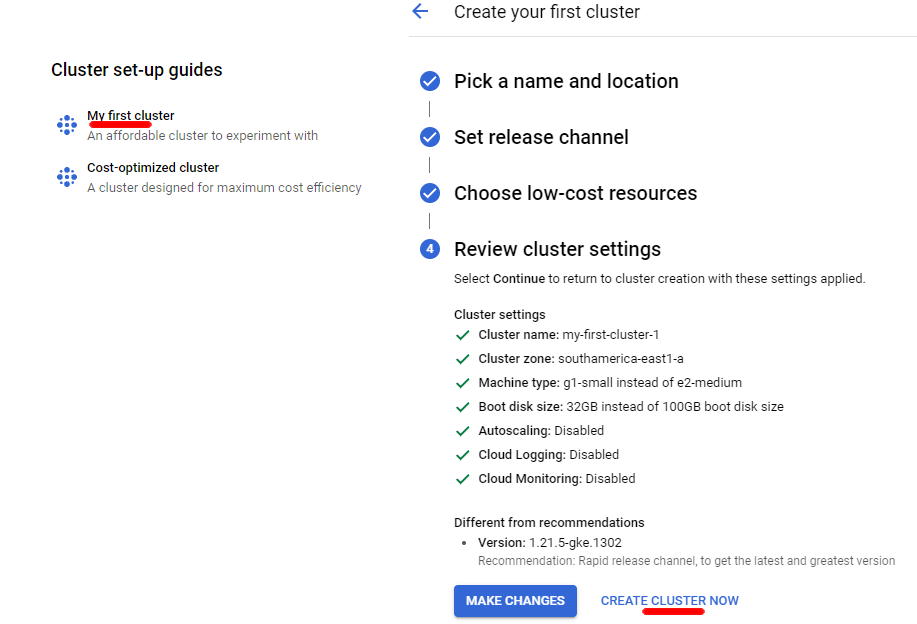 Cluster set-up guides
My first cluster
An affordable cluster to experiment with
Cost-optimized cluster
A cluster designed for maximum cost efficiency
Create your first cluster
Pick a name and location
Set release channel
Choose low-cost resources
4 Review cluster settings
Select Continue to return to cluster creation with these settings applied.
Cluster settings
Cluster name: my-first-cluster-1
Cluster zone: southamerica-east1-a
Machine type: g1-small instead of e2-medium
Boot disk size: 32GB instead of 100GB boot disk size
Autoscaling: Disabled
Cloud Logging: Disabled
Cloud Monitoring: Disabled
Different from recommendations
Version: 1.21.5-gke.1302
Recommendation: Rapid release channel, to get the latest and greatest version
MAKE CHANGES CREATE CLUSTER NOW